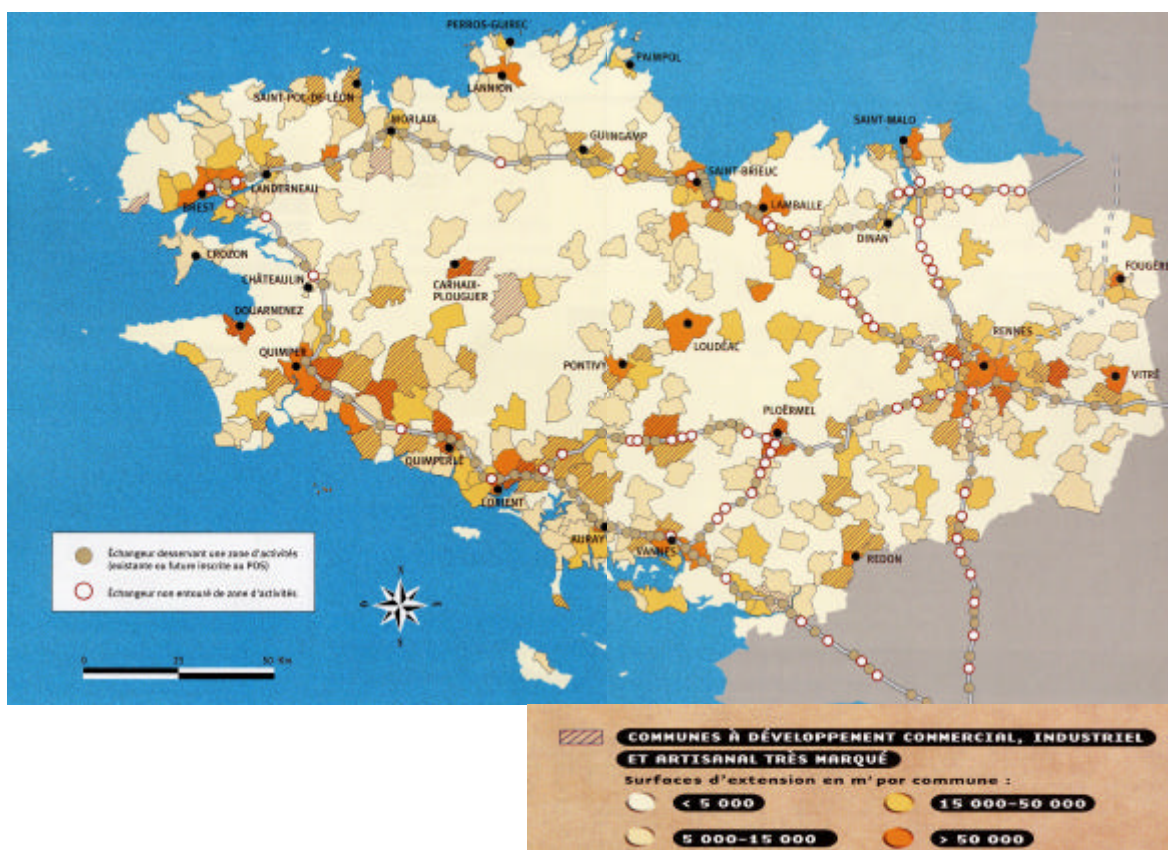 PERROS-GUIREC
PAIMPOL
LANNION
SAINT-POL-DE-LÉON
MORLAIX
GUINGAMP
SAINT-MALO
SAINT-BRIEUC
LANDERNEAU
BREST
LAMBALLE
DINAN
CROZON
FOUGÈRE
CHÂTEAULIN
CARHAIX-
PLOUGUER
DOUARNENEZ
RENNES
LOUDÉAC
QUIMPER
PONTIVY
VITRÉ
PLOËRMEL
QUIMPERLÉ
LORIENT
AURAY
VANNES
REDON
Échangeur desservant une zone d'activités
(existante ou future inscrite au POS)
Échangeur non entouré de zone d'activités
0 25 50 Km
COMMUNES À DÉVELOPPEMENT COMMERCIAL, INDUSTRIEL
ET ARTISANAL TRÈS MARQUÉ
Surfaces d'extension en m² par commune :
< 5 000 15 000-50 000
5 000-15 000 > 50 000